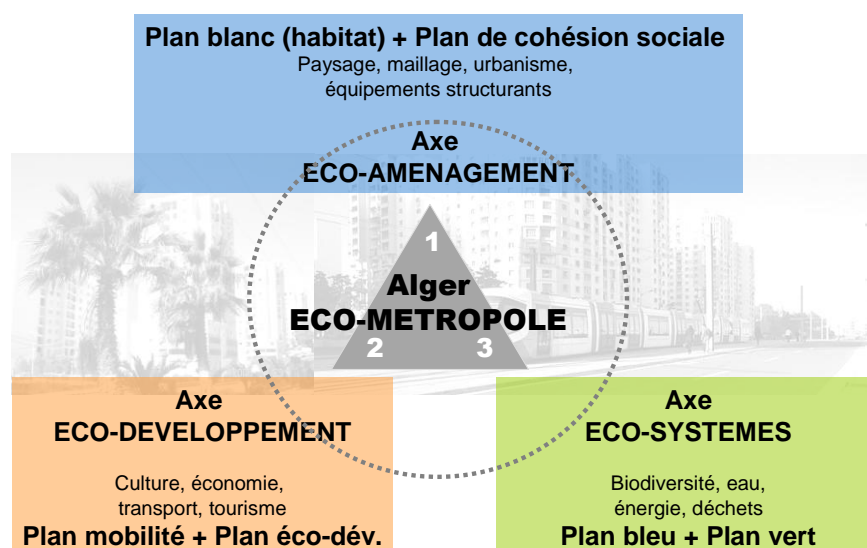 Plan blanc (habitat) + Plan de cohésion sociale
Paysage, maillage, urbanisme,
équipements structurants
Axe
ECO-AMENAGEMENT
1
Alger
ECO-METROPOLE
2
3
Axe
ECO-DEVELOPPEMENT
Culture, économie,
transport, tourisme
Plan mobilité + Plan éco-dév.
Axe
ECO-SYSTEMES
Biodiversité, eau,
énergie, déchets
Plan bleu + Plan vert